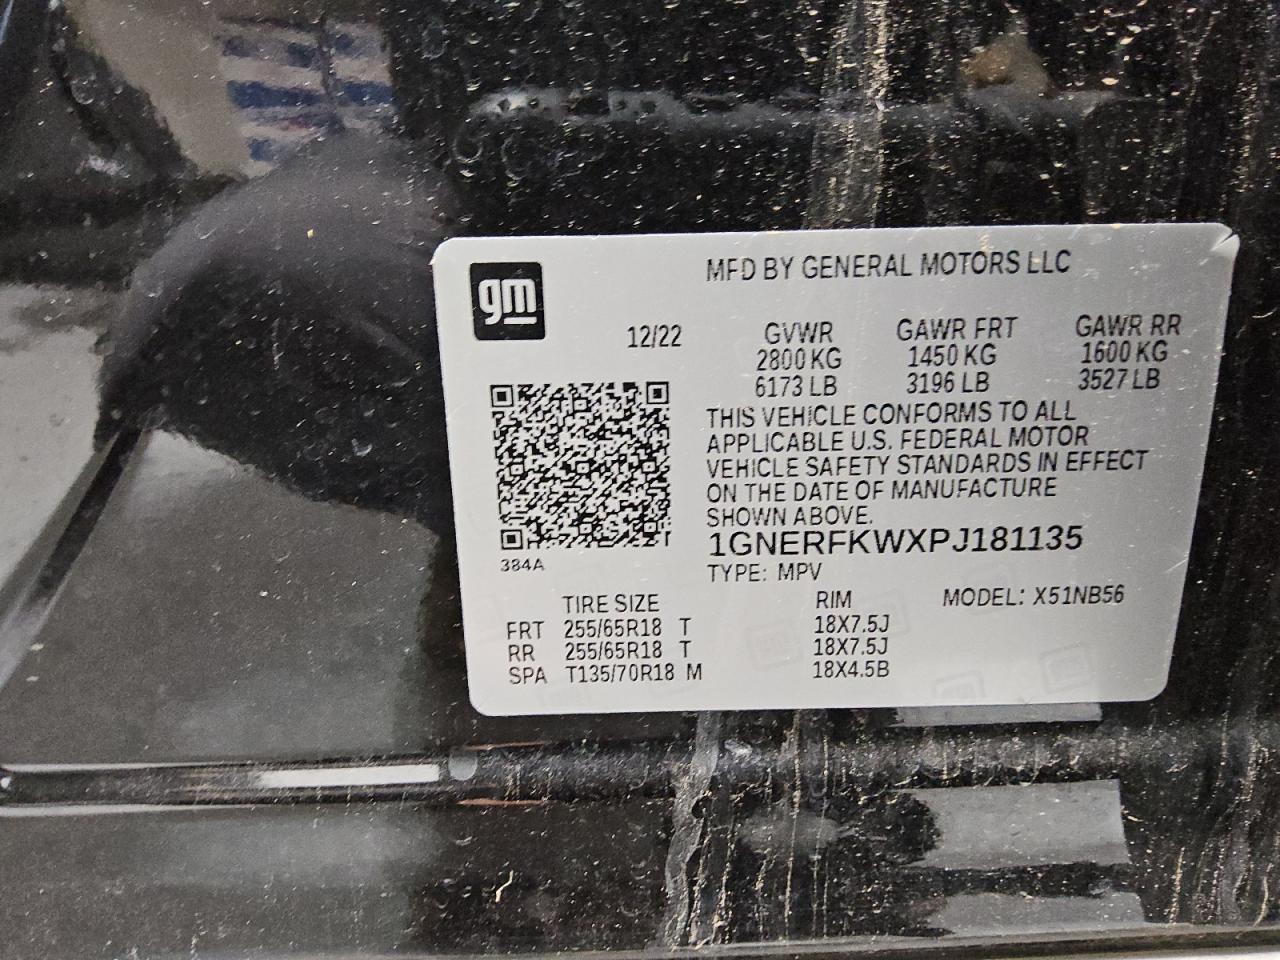 gm
MFD BY GENERAL MOTORS LLC
12/22 GVWR GAWR FRT GAWR RR
2800 KG 1450 KG 1600 KG
6173 LB 3196 LB 3527 LB
THIS VEHICLE CONFORMS TO ALL
APPLICABLE U.S. FEDERAL MOTOR
VEHICLE SAFETY STANDARDS IN EFFECT
ON THE DATE OF MANUFACTURE
SHOWN ABOVE.
1GNERFKWXPJ181135
384A
TYPE: MPV
TIRE SIZE RIM MODEL: X51NB56
FRT 255/65R18 T 18X7.5J
RR 255/65R18 T 18X7.5J
SPA T135/70R18 M 18X4.5B